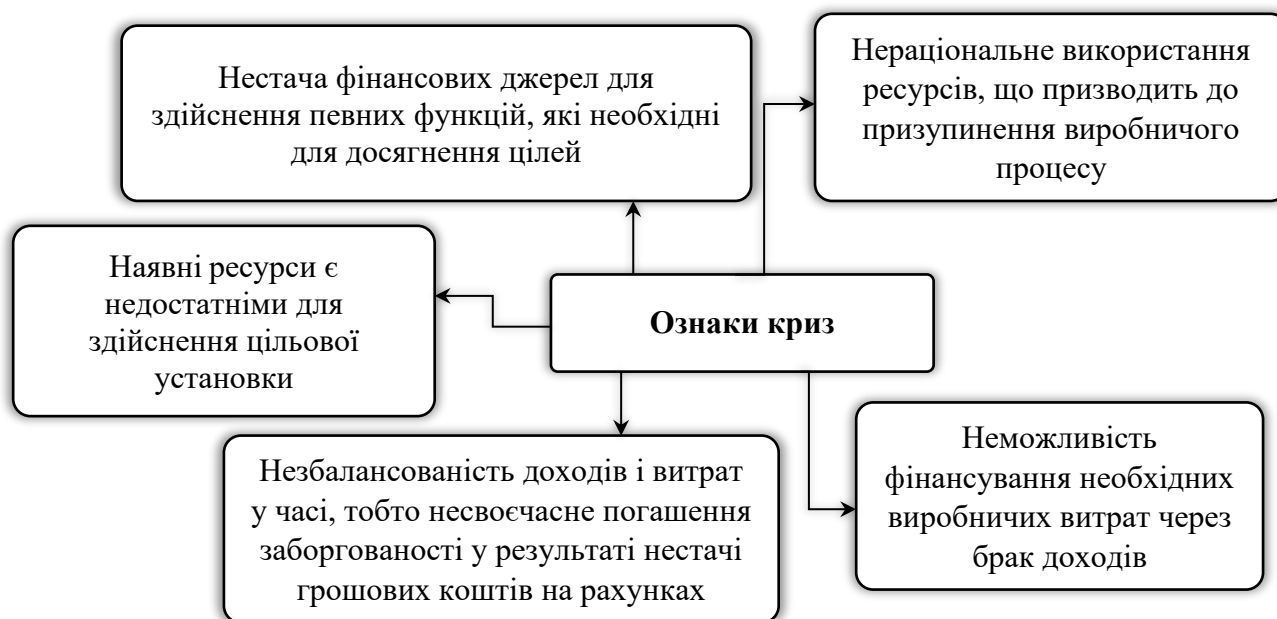 Нестача фінансових джерел для
здійснення певних функцій, які необхідні
для досягнення цілей
Нераціональне використання
ресурсів, що призводить до
призупинення виробничого
процесу
Наявні ресурси є
недостатніми для
здійснення цільової
установки
Ознаки криз
Незбалансованість доходів і витрат
у часі, тобто несвоєчасне погашення
заборгованості у результаті нестачі
грошових коштів на рахунках
Неможливість
фінансування необхідних
виробничих витрат через
брак доходів